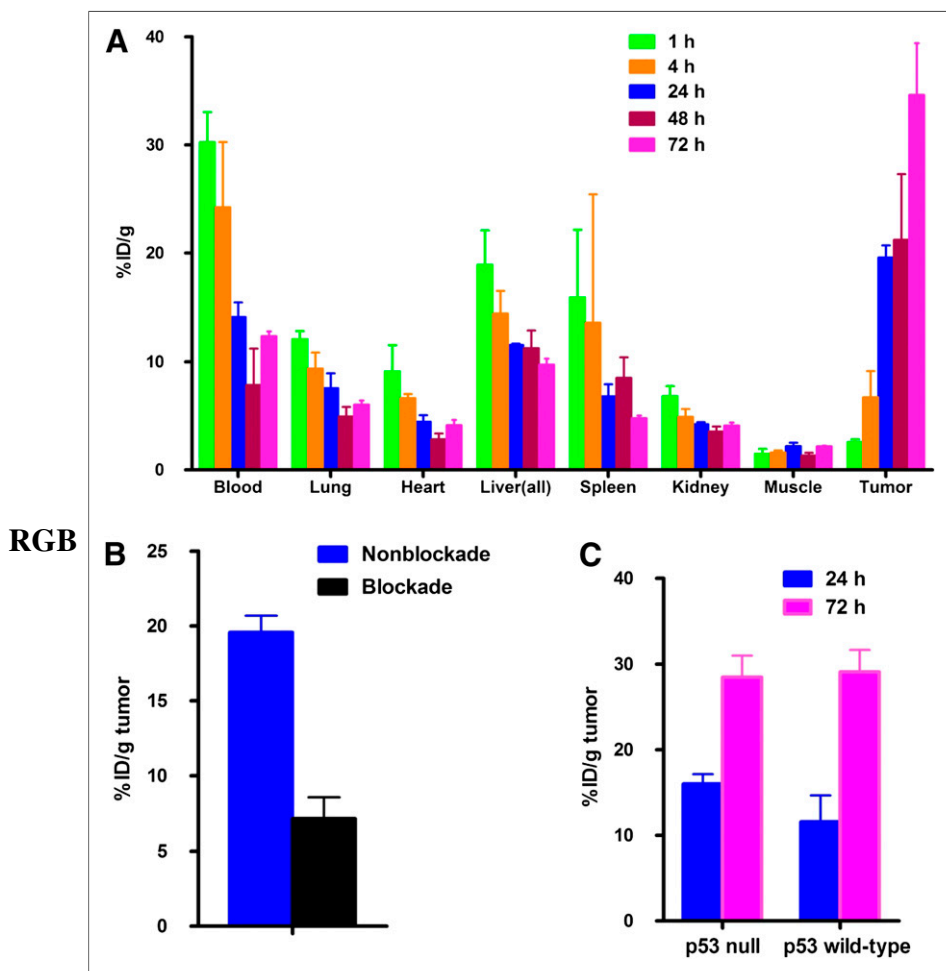 A
40
30
20
10
0
%ID/g
1 h
4 h
24 h
48 h
72 h
Blood Lung Heart Liver(all) Spleen Kidney Muscle Tumor
RGB
B
25
20
15
10
5
0
%ID/g tumor
Nonblockade
Blockade
C
40
30
20
10
0
%ID/g tumor
24 h
72 h
p53 null p53 wild-type